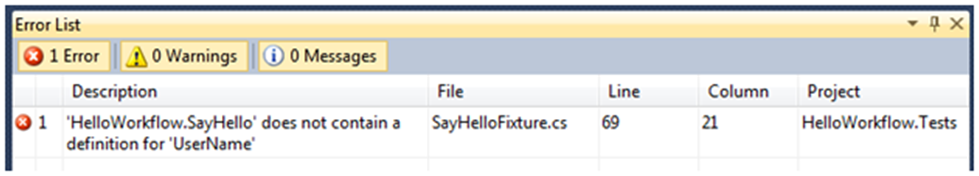 Error List
1 Error 0 Warnings 0 Messages
Description File Line Column Project
1 'HelloWorkflow.SayHello' does not contain a SayHelloFixture.cs 69 21 HelloWorkflow.Tests
definition for 'UserName'